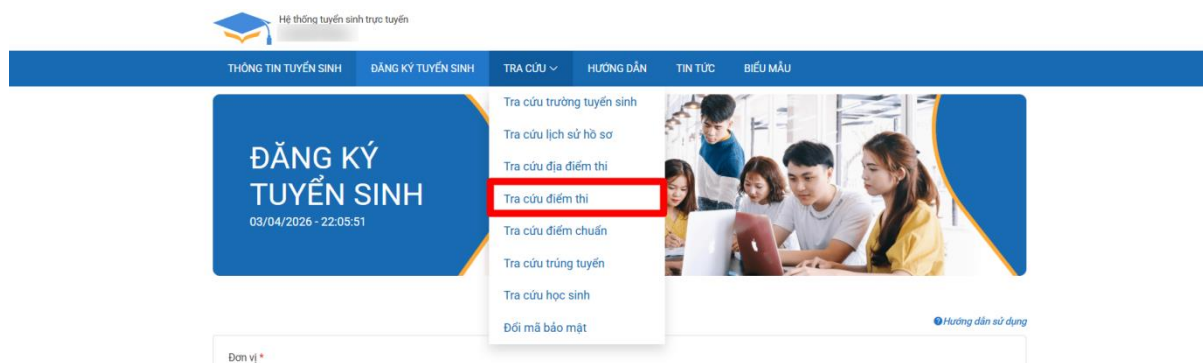 Hệ thống tuyển sinh trực tuyến
THÔNG TIN TUYỂN SINH ĐĂNG KÝ TUYỂN SINH TRA CỨU HƯỚNG DẪN TIN TỨC BIỂU MẪU
Tra cứu trường tuyển sinh
Tra cứu lịch sử hồ sơ
Tra cứu địa điểm thi
Tra cứu điểm thi
Tra cứu điểm chuẩn
Tra cứu trúng tuyển
Tra cứu học sinh
Đổi mã bảo mật
ĐĂNG KÝ
TUYỂN SINH
03/04/2026 - 22:05:51
Hướng dẫn sử dụng
Đơn vị *